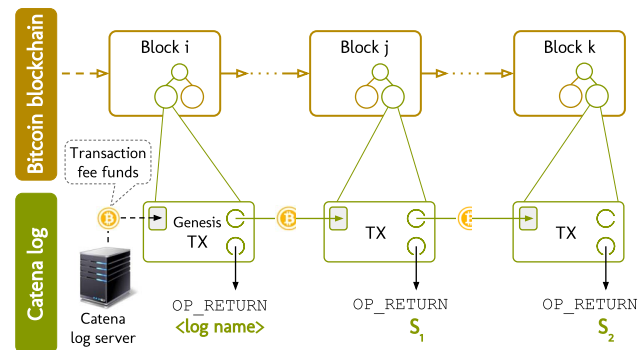 Bitcoin blockchain
Block i
Block j
Block k
Transaction
fee funds
Catena log
Genesis
TX
TX
TX
Catena
log server
OP_RETURN
<log name>
OP_RETURN
S1
OP_RETURN
S2